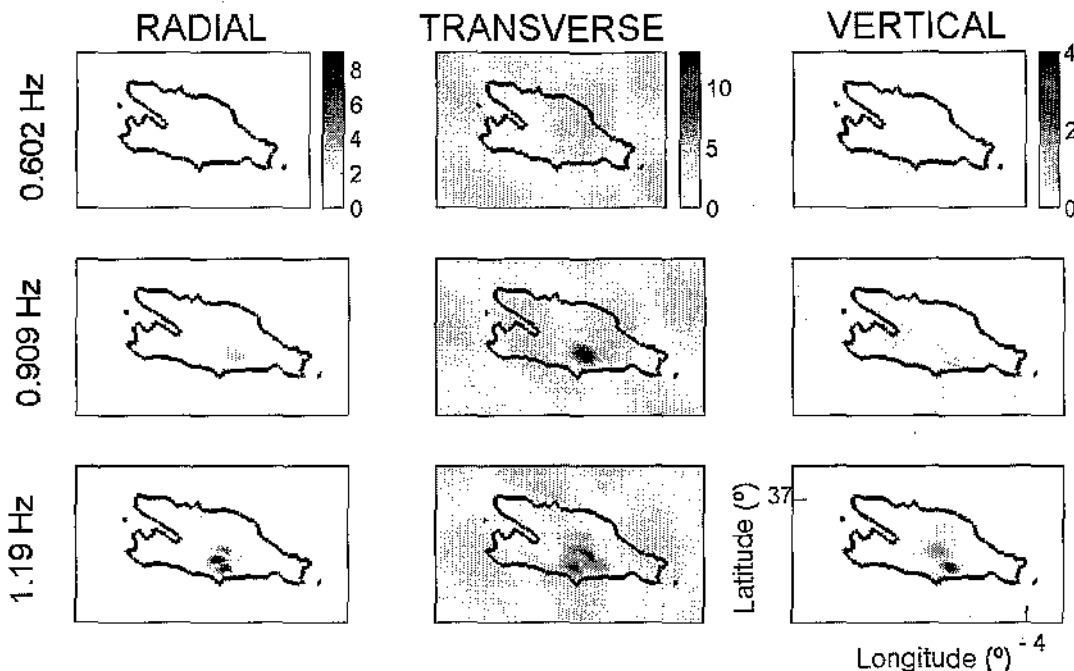 RADIAL TRANSVERSE VERTICAL
0.602 Hz
8
6
4
2
0
10
5
0
4
2
0
0.909 Hz
1.19 Hz
Latitude (º)
37
Longitude (º)
- 4